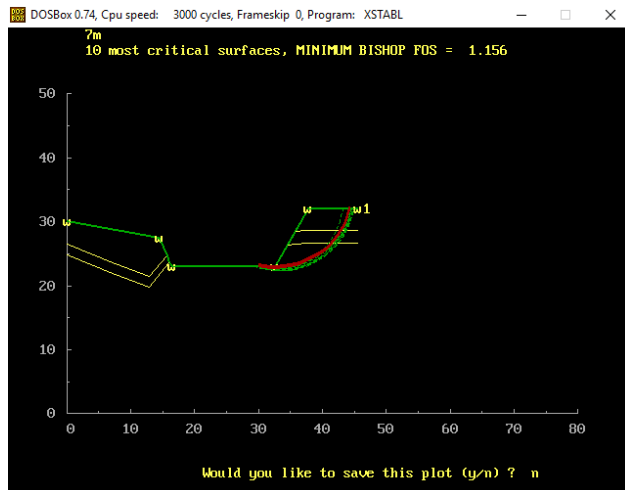 DOSBox 0.74, Cpu speed: 3000 cycles, Frameskip 0, Program: XSTABL
7m
10 most critical surfaces, MINIMUM BISHOP FOS = 1.156
50
40
30
20
10
0
w
w
w
w
w
w 1
0 10 20 30 40 50 60 70 80
Would you like to save this plot (y/n) ? n